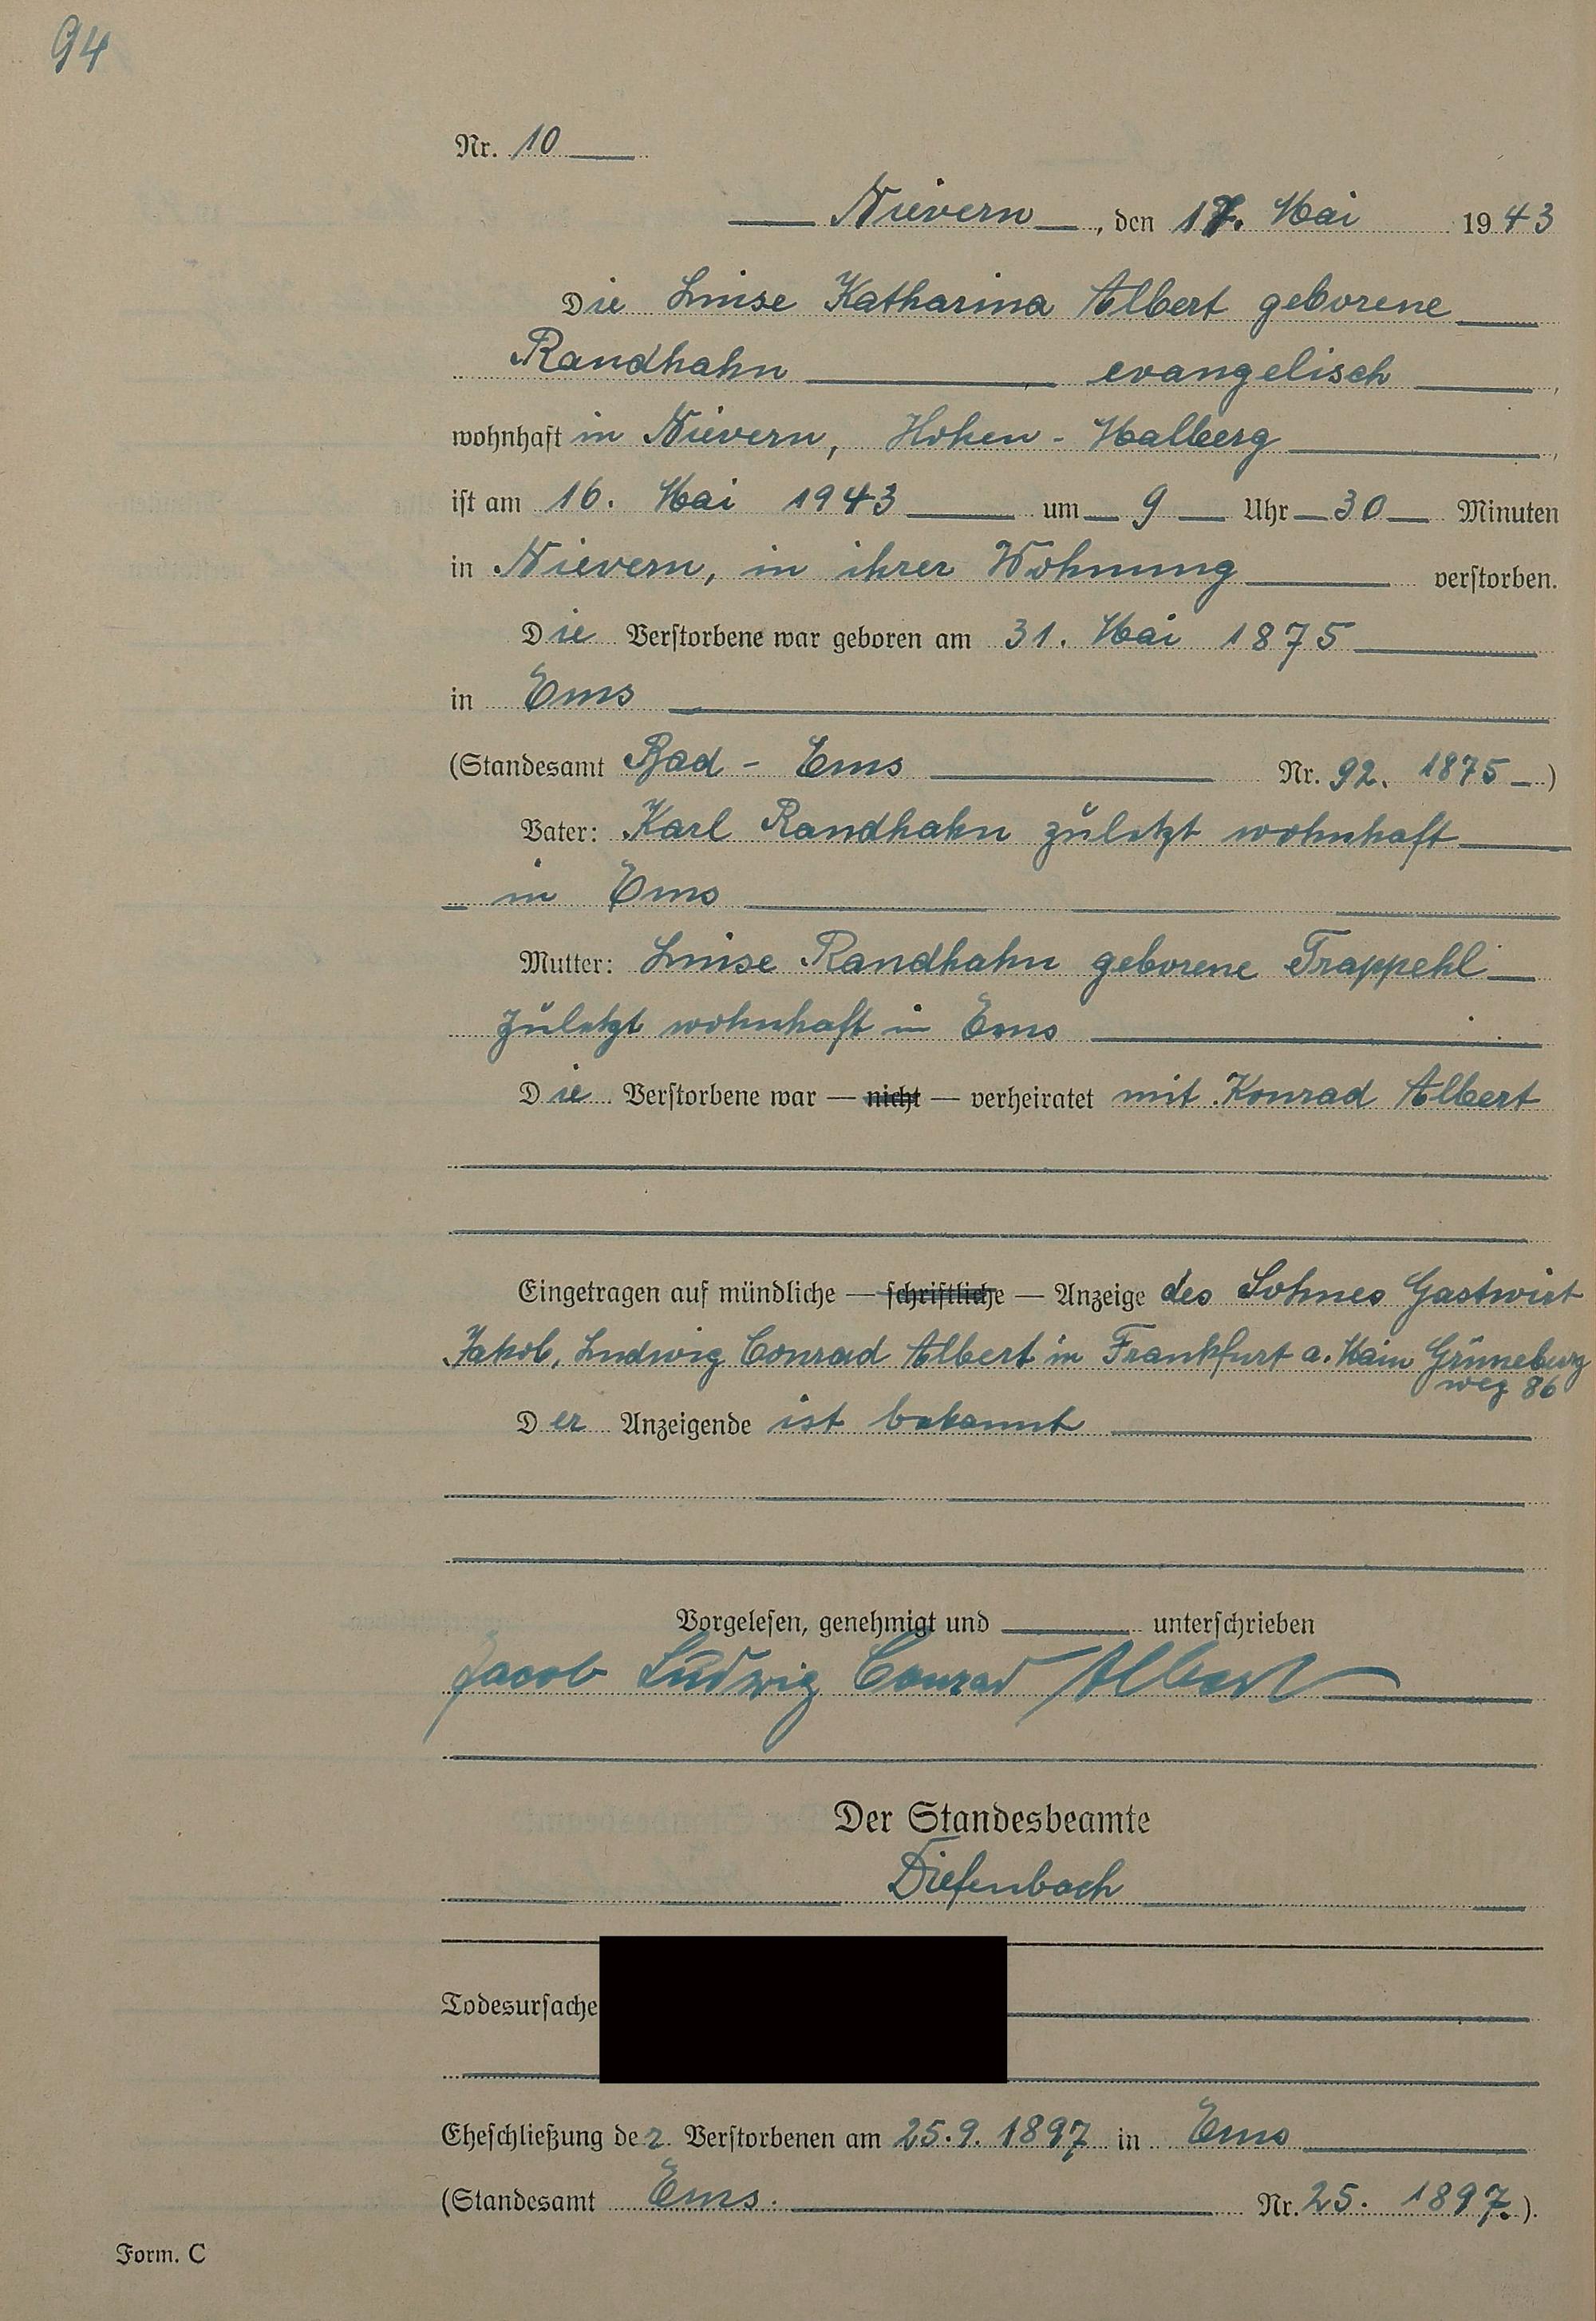 94
Nr. 10
Nievern, den 17. Mai 1943
Die Luise Katharina Albert geborene
Randhahn evangelisch,
wohnhaft in Nievern, Hohen-Malberg,
ist am 16. Mai 1943 um 9 Uhr 30 Minuten
in Nievern, in ihrer Wohnung verstorben.
Die Verstorbene war geboren am 31. Mai 1875
in Ems
(Standesamt Bad-Ems Nr. 92. 1875)
Vater: Karl Randhahn zuletzt wohnhaft
in Ems
Mutter: Luise Randhahn geborene Trappehl
zuletzt wohnhaft in Ems
Die Verstorbene war — nicht — verheiratet mit Konrad Albert
Eingetragen auf mündliche — schriftliche — Anzeige des Sohnes Gastwirt
Jakob, Ludwig Conrad Albert in Frankfurt a. Main Grüneburg
weg 86
Der Anzeigende ist bekannt
Vorgelesen, genehmigt und unterschrieben
Jacob Ludwig Conrad Albert
Der Standesbeamte
Diefenbach
Todesursache
Eheschließung der Verstorbenen am 25.9.1897 in Ems
(Standesamt Ems. Nr. 25. 1897.).
Form. C